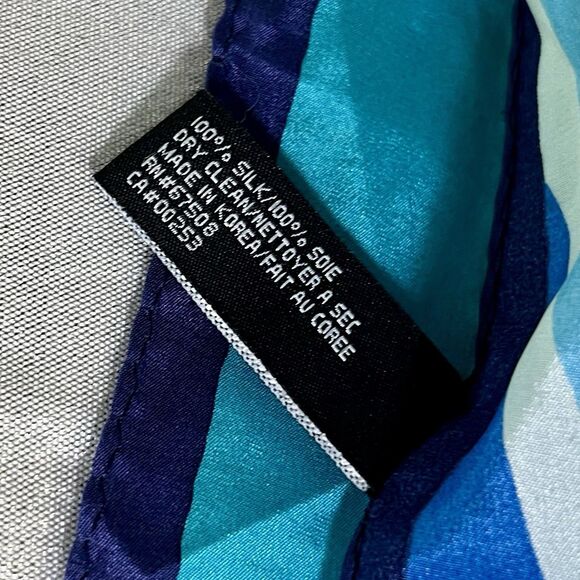 100% SILK/100% SOIE
DRY CLEAN/NETTOYER A SEC
MADE IN KOREA/FAIT AU COREE
RN#67508
CA#00253